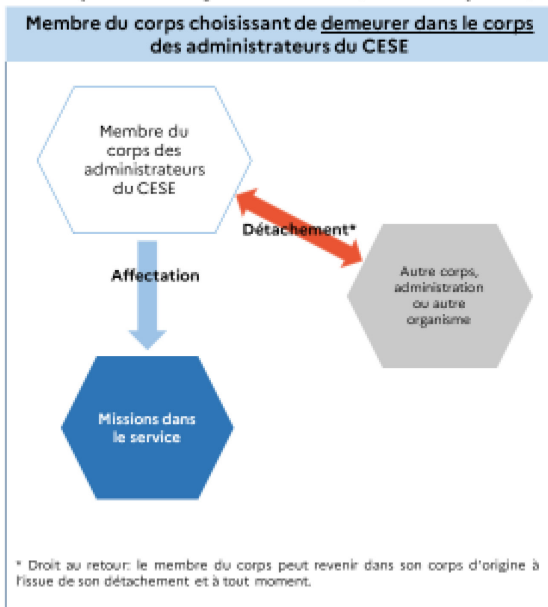 Membre du corps choisissant de demeurer dans le corps
des administrateurs du CESE
Membre du
corps des
administrateurs
du CESE
Détachement*
Affectation
Autre corps,
administration
ou autre
organisme
Missions dans
le service
* Droit au retour: le membre du corps peut revenir dans son corps d'origine à
l'issue de son détachement et à tout moment.